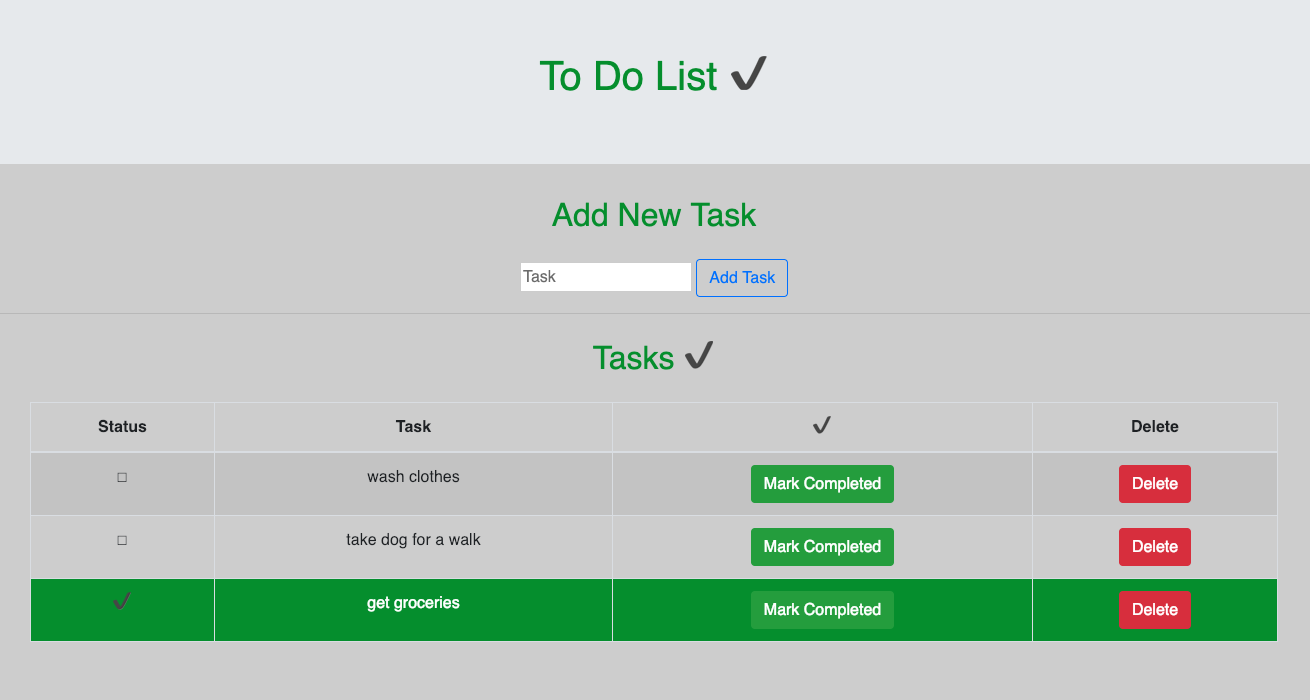 To Do List ✔
Add New Task
Task Add Task
Tasks ✔
Status Task ✔ Delete
□ wash clothes Mark Completed Delete
□ take dog for a walk Mark Completed Delete
✔ get groceries Mark Completed Delete